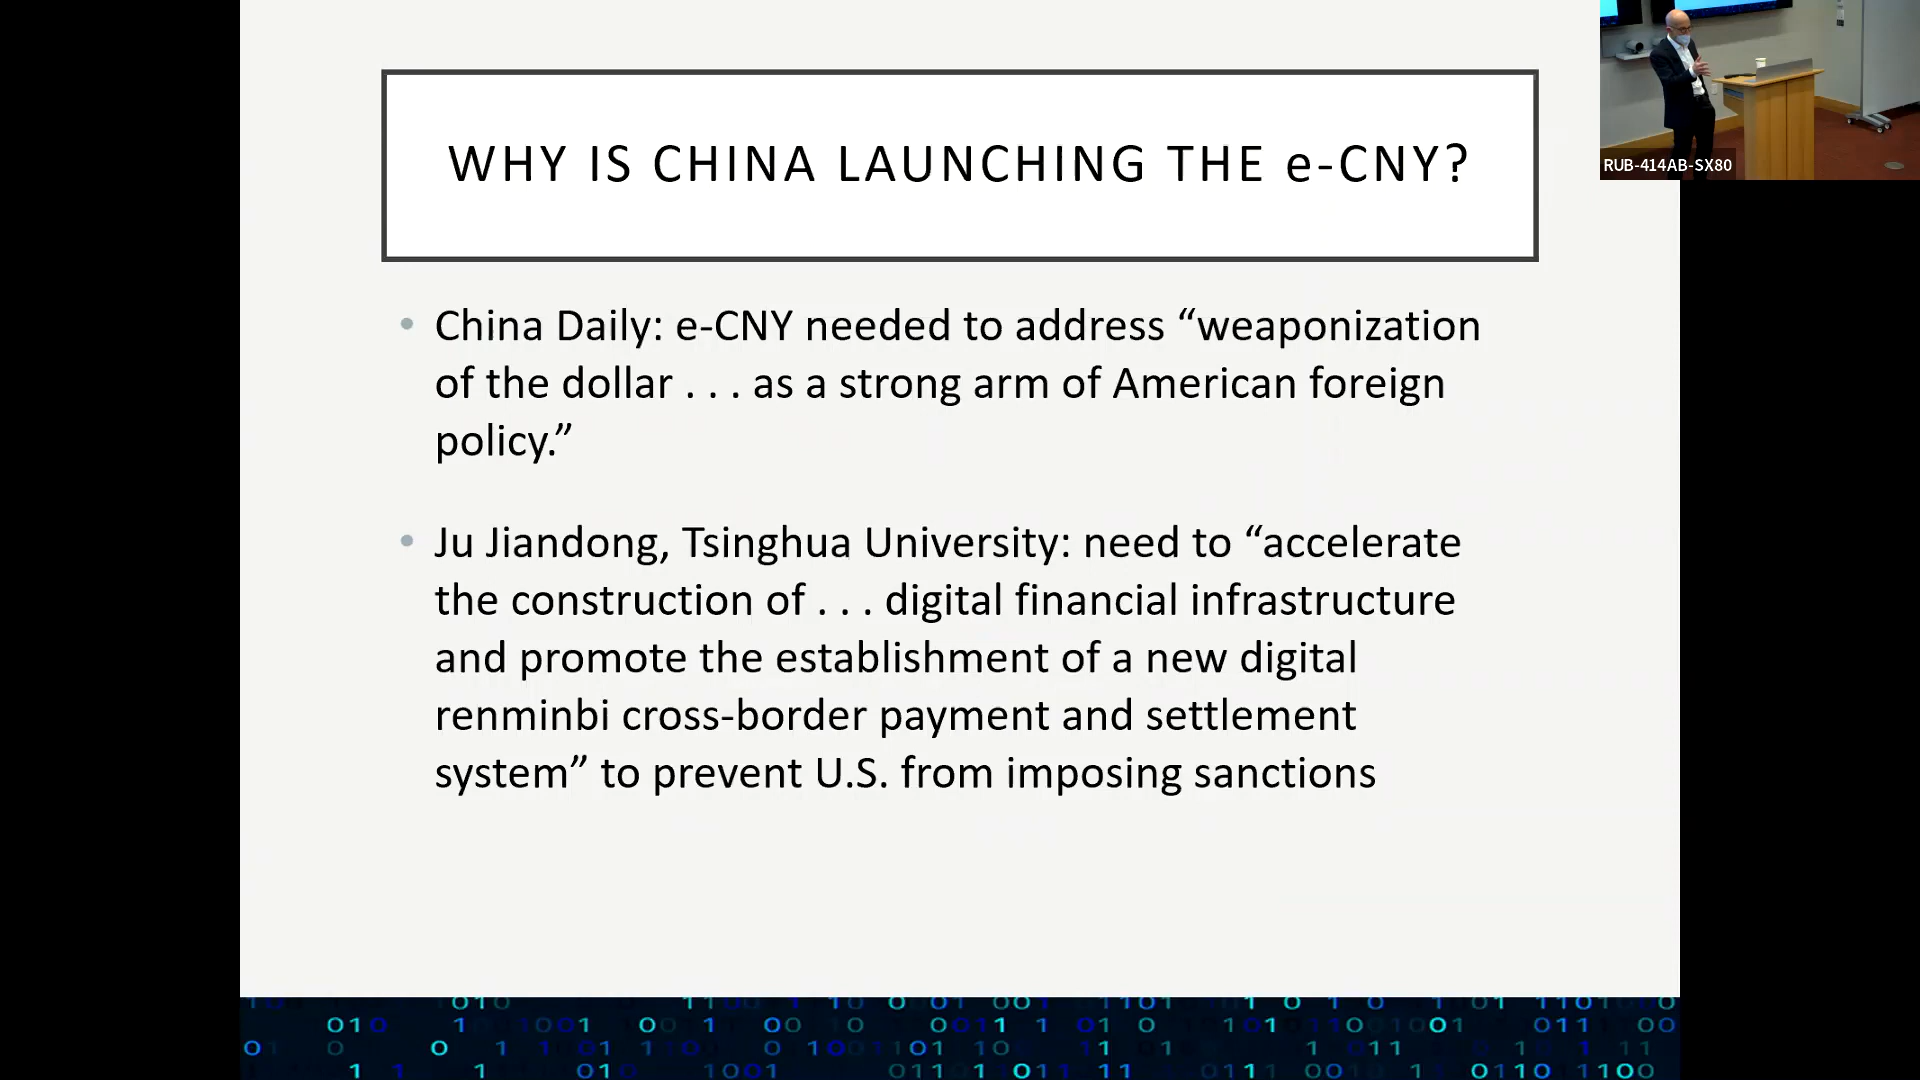 WHY IS CHINA LAUNCHING THE e-CNY?
RUB-414AB-SX80
• China Daily: e-CNY needed to address “weaponization
of the dollar . . . as a strong arm of American foreign
policy.”
• Ju Jiandong, Tsinghua University: need to “accelerate
the construction of . . . digital financial infrastructure
and promote the establishment of a new digital
renminbi cross-border payment and settlement
system” to prevent U.S. from imposing sanctions